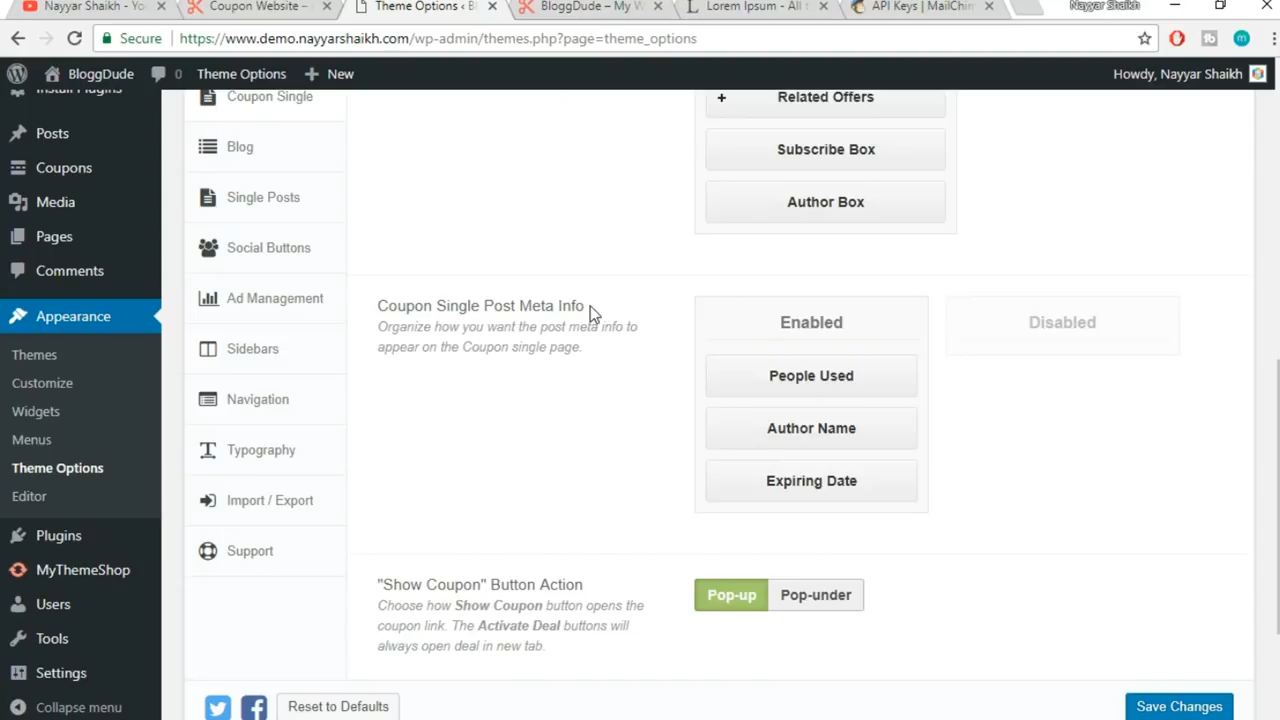 Nayyar Shaikh - Yo
Coupon Website –
Theme Options ‹ Bl
BloggDude – My W
Lorem Ipsum - All t
API Keys | MailChim
Nayyar Shaikh
Secure
https://www.demo.nayyarshaikh.com/wp-admin/themes.php?page=theme_options
BloggDude
0
Theme Options
New
Howdy, Nayyar Shaikh
Install Plugins
Posts
Coupons
Media
Pages
Comments
Appearance
Themes
Customize
Widgets
Menus
Theme Options
Editor
Plugins
MyThemeShop
Users
Tools
Settings
Collapse menu
Coupon Single
Blog
Single Posts
Social Buttons
Ad Management
Sidebars
Navigation
Typography
Import / Export
Support
+ Related Offers
Subscribe Box
Author Box
Coupon Single Post Meta Info
Organize how you want the post meta info to
appear on the Coupon single page.
Enabled
People Used
Author Name
Expiring Date
Disabled
"Show Coupon" Button Action
Choose how Show Coupon button opens the
coupon link. The Activate Deal buttons will
always open deal in new tab.
Pop-up
Pop-under
Reset to Defaults
Save Changes